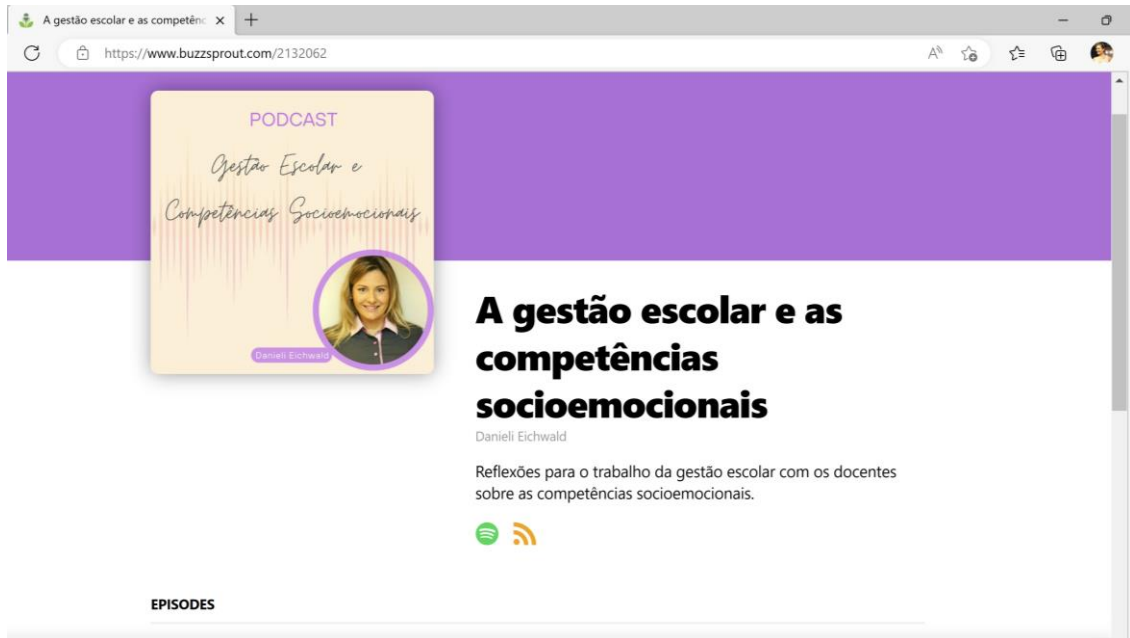 A gestão escolar e as competênc
https://www.buzzsprout.com/2132062
PODCAST
Gestão Escolar e
Competências Socioemocionais
Danieli Eichwald
A gestão escolar e as
competências
socioemocionais
Danieli Eichwald
Reflexões para o trabalho da gestão escolar com os docentes
sobre as competências socioemocionais.
EPISODES